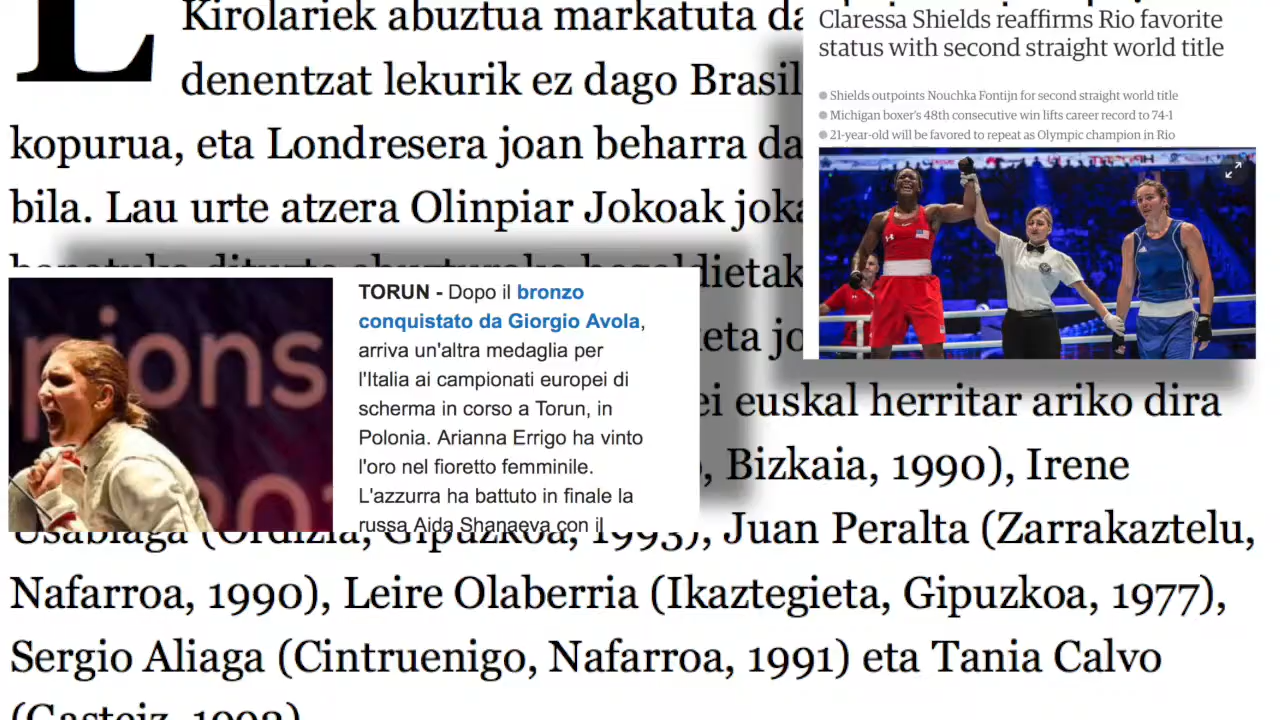 L
Kirolariek abuztua markatuta da
denentzat lekurik ez dago Brasil
kopurua, eta Londresera joan beharra da
bila. Lau urte atzera Olinpiar Jokoak joka
dietak
eta jo
ei euskal herritar ariko dira
, Bizkaia, 1990), Irene
Usabiaga (Ordizia, Gipuzkoa, 1993), Juan Peralta (Zarrakaztelu,
Nafarroa, 1990), Leire Olaberria (Ikaztegieta, Gipuzkoa, 1977),
Sergio Aliaga (Cintruenigo, Nafarroa, 1991) eta Tania Calvo
Claressa Shields reaffirms Rio favorite
status with second straight world title
Shields outpoints Nouchka Fontijn for second straight world title
Michigan boxer's 48th consecutive win lifts career record to 74-1
21-year-old will be favored to repeat as Olympic champion in Rio
pions
TORUN - Dopo il bronzo
conquistato da Giorgio Avola,
arriva un'altra medaglia per
l'Italia ai campionati europei di
scherma in corso a Torun, in
Polonia. Arianna Errigo ha vinto
l'oro nel fioretto femminile.
L'azzurra ha battuto in finale la
russa Aida Shanaeva con il